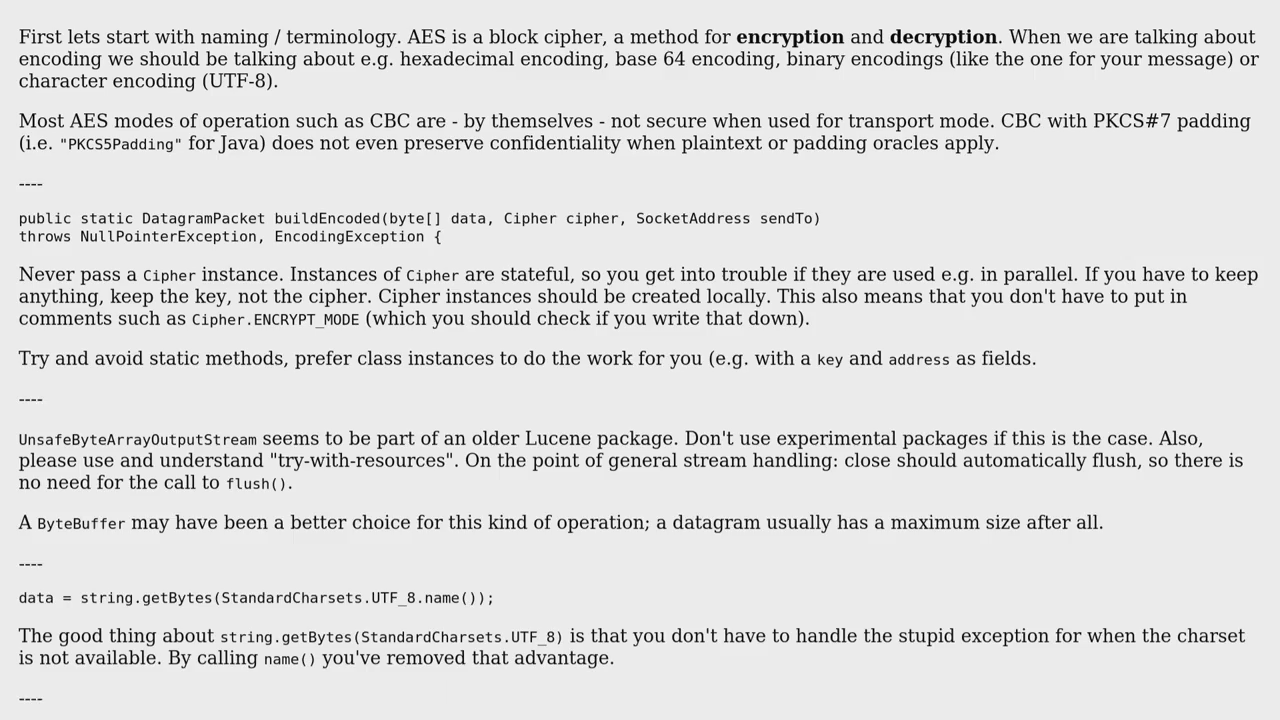 First lets start with naming / terminology. AES is a block cipher, a method for encryption and decryption. When we are talking about
encoding we should be talking about e.g. hexadecimal encoding, base 64 encoding, binary encodings (like the one for your message) or
character encoding (UTF-8).
Most AES modes of operation such as CBC are - by themselves - not secure when used for transport mode. CBC with PKCS#7 padding
(i.e. "PKCS5Padding" for Java) does not even preserve confidentiality when plaintext or padding oracles apply.
----
public static DatagramPacket buildEncoded(byte[] data, Cipher cipher, SocketAddress sendTo)
throws NullPointerException, EncodingException {
Never pass a Cipher instance. Instances of Cipher are stateful, so you get into trouble if they are used e.g. in parallel. If you have to keep
anything, keep the key, not the cipher. Cipher instances should be created locally. This also means that you don't have to put in
comments such as Cipher.ENCRYPT_MODE (which you should check if you write that down).
Try and avoid static methods, prefer class instances to do the work for you (e.g. with a key and address as fields.
----
UnsafeByteArrayOutputStream seems to be part of an older Lucene package. Don't use experimental packages if this is the case. Also,
please use and understand "try-with-resources". On the point of general stream handling: close should automatically flush, so there is
no need for the call to flush().
A ByteBuffer may have been a better choice for this kind of operation; a datagram usually has a maximum size after all.
----
data = string.getBytes(StandardCharsets.UTF_8.name());
The good thing about string.getBytes(StandardCharsets.UTF_8) is that you don't have to handle the stupid exception for when the charset
is not available. By calling name() you've removed that advantage.
----